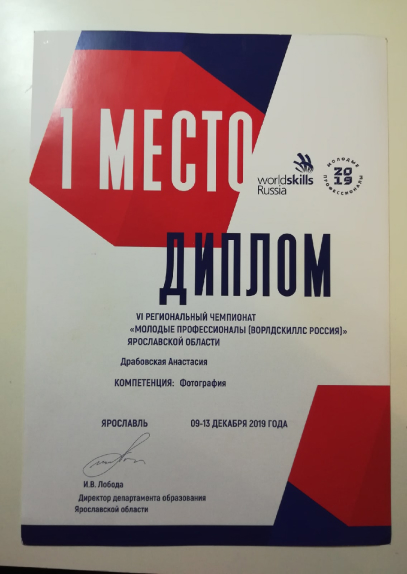 1 МЕСТО
worldskills
Russia
МОЛОДЫЕ
2019
ПРОФЕССИОНАЛЫ
ДИПЛОМ
VI РЕГИОНАЛЬНЫЙ ЧЕМПИОНАТ
«МОЛОДЫЕ ПРОФЕССИОНАЛЫ (ВОРЛДСКИЛЛС РОССИЯ)»
ЯРОСЛАВСКОЙ ОБЛАСТИ
Драбовская Анастасия
КОМПЕТЕНЦИЯ: Фотография
ЯРОСЛАВЛЬ 09-13 ДЕКАБРЯ 2019 ГОДА
И.В. Лобода
Директор департамента образования
Ярославской области